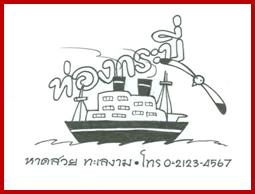 ท่องกระบี่
หาดสวย ทะเลงาม • โทร 0-2123-4567